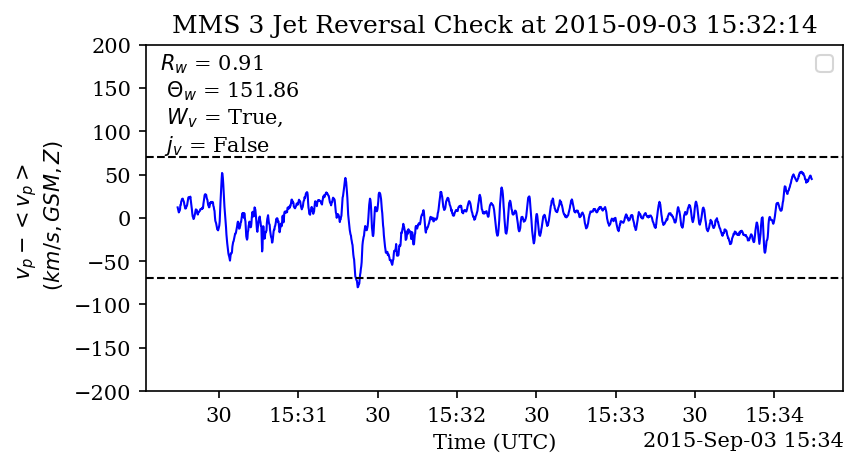 MMS 3 Jet Reversal Check at 2015-09-03 15:32:14
200
150
100
50
0
−50
−100
−150
−200
v_p − < v_p >
(km/s, GSM, Z)
R_w = 0.91
Θ_w = 151.86
W_v = True,
j_v = False
30 15:31 30 15:32 30 15:33 30 15:34
Time (UTC)
2015-Sep-03 15:34